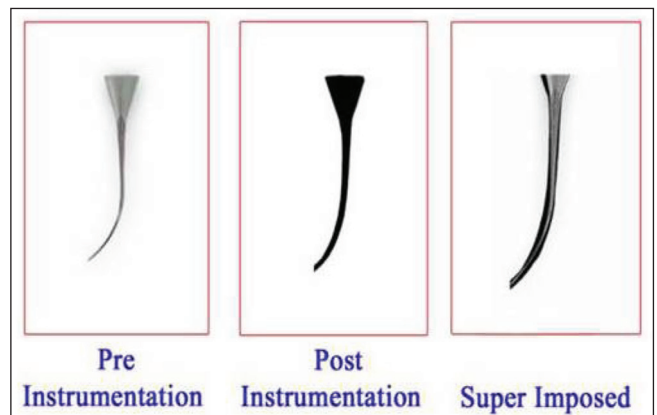 Pre
Instrumentation
Post
Instrumentation
Super Imposed